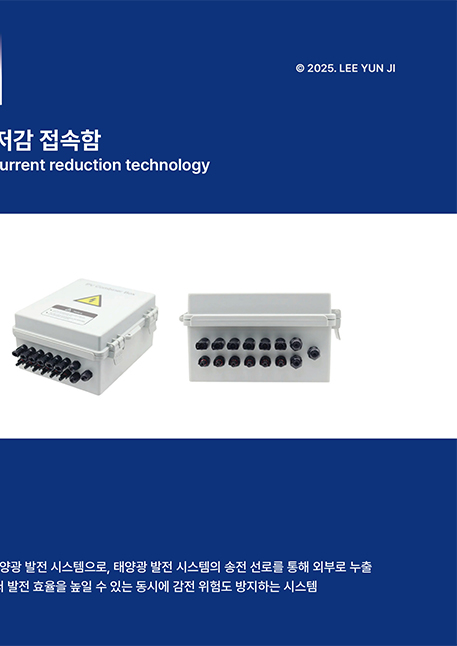 © 2025. LEE YUN JI
저감 접속함
urrent reduction technology
양광 발전 시스템으로, 태양광 발전 시스템의 송전 선로를 통해 외부로 누출
발전 효율을 높일 수 있는 동시에 감전 위험도 방지하는 시스템